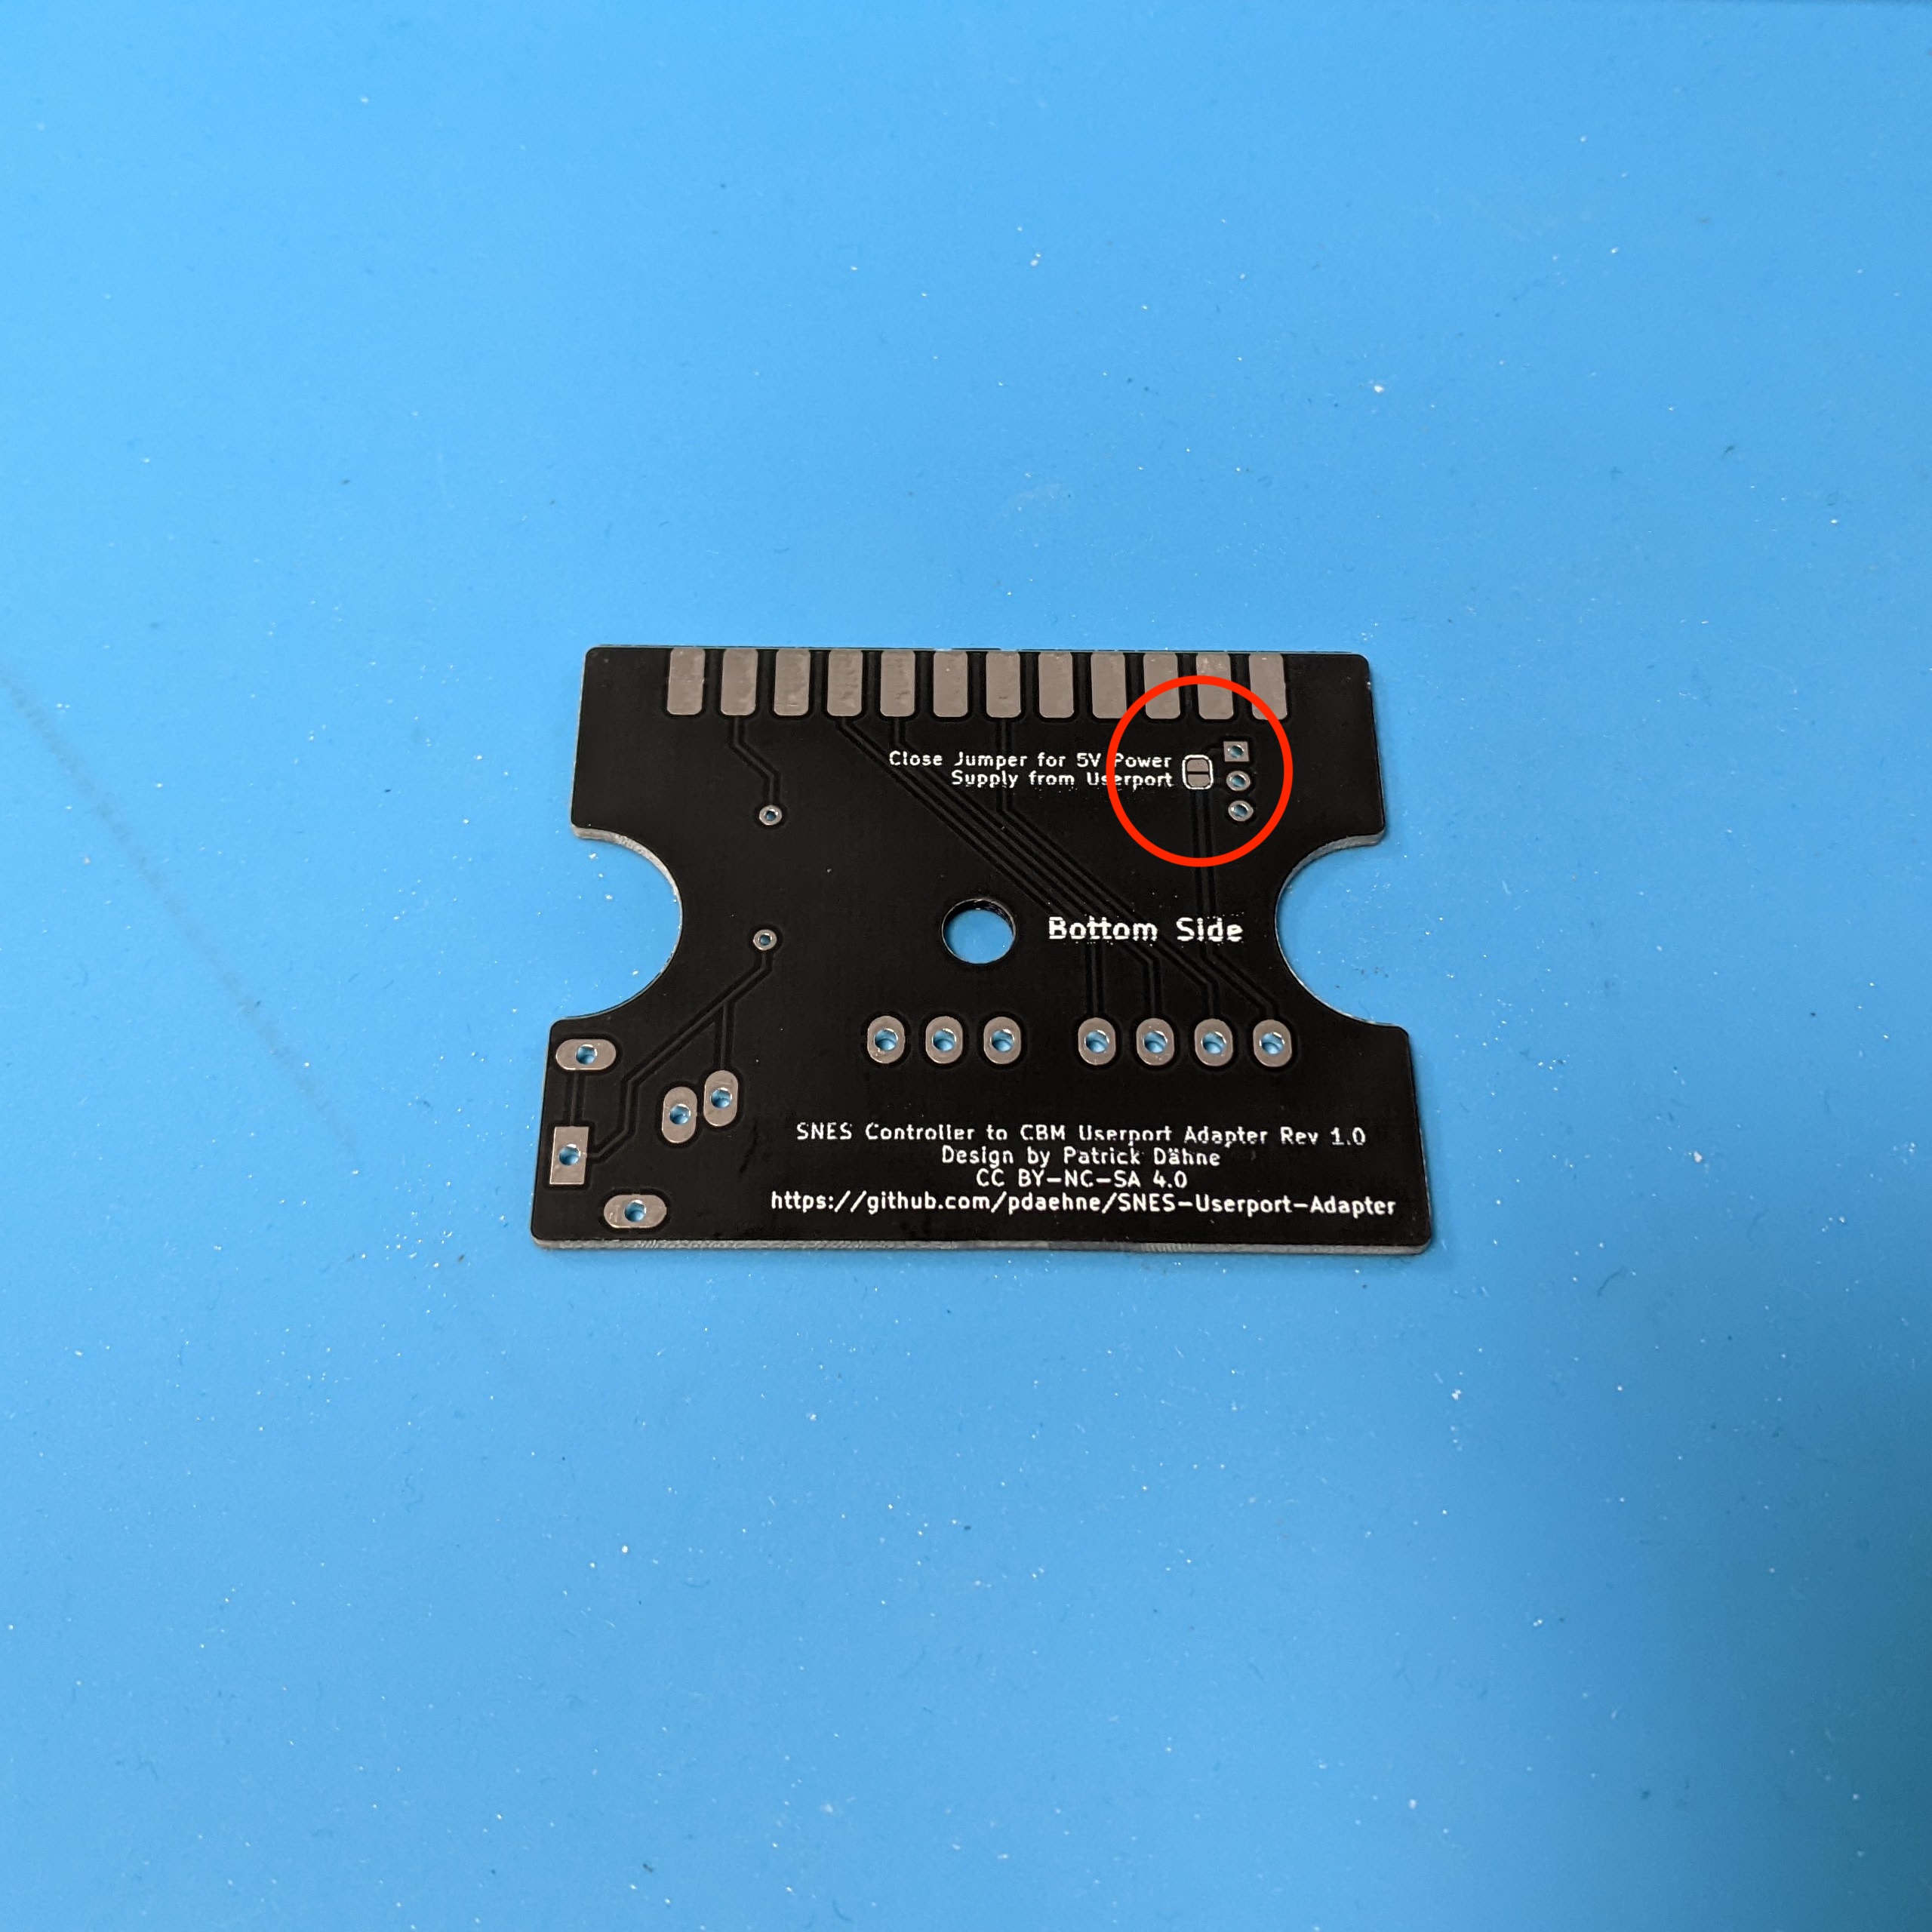 Close Jumper for 5V Power
Supply from Userport
Bottom Side
SNES Controller to CBM Userport Adapter Rev 1.0
Design by Patrick Dähne
CC BY-NC-SA 4.0
https://github.com/pdaehne/SNES-Userport-Adapter